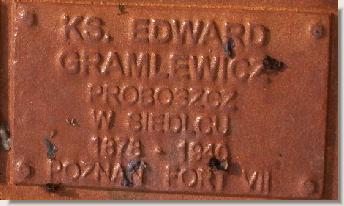 KS. EDWARD
GRAMLEWICZ
PROBOSZCZ
W SIEDLCU
1878 - 1940
POZNAŃ FORT VII